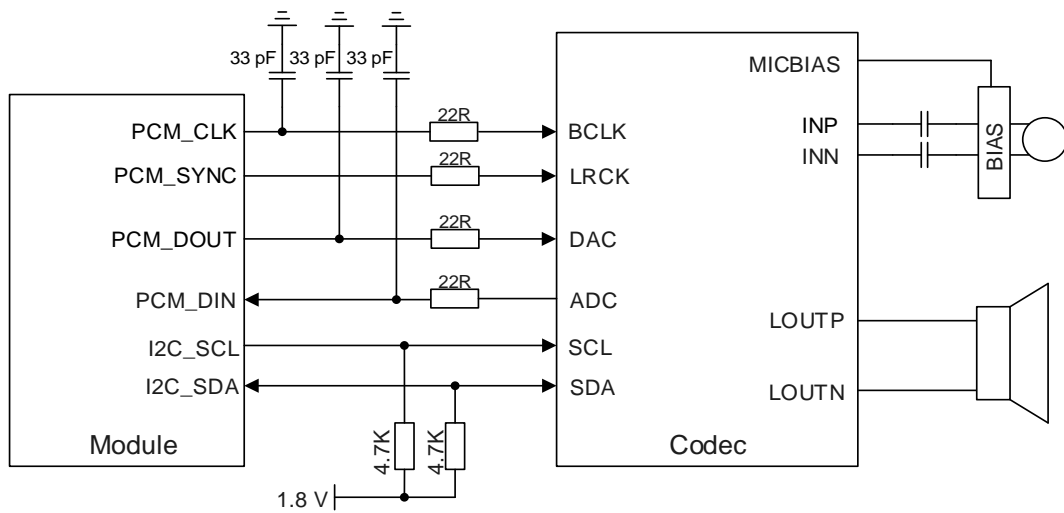 33 pF 33 pF 33 pF
PCM_CLK
22R
BCLK
PCM_SYNC
22R
LRCK
PCM_DOUT
22R
DAC
PCM_DIN
22R
ADC
I2C_SCL
SCL
I2C_SDA
SDA
Module
4.7K
4.7K
1.8 V
Codec
MICBIAS
INP
INN
BIAS
LOUTP
LOUTN